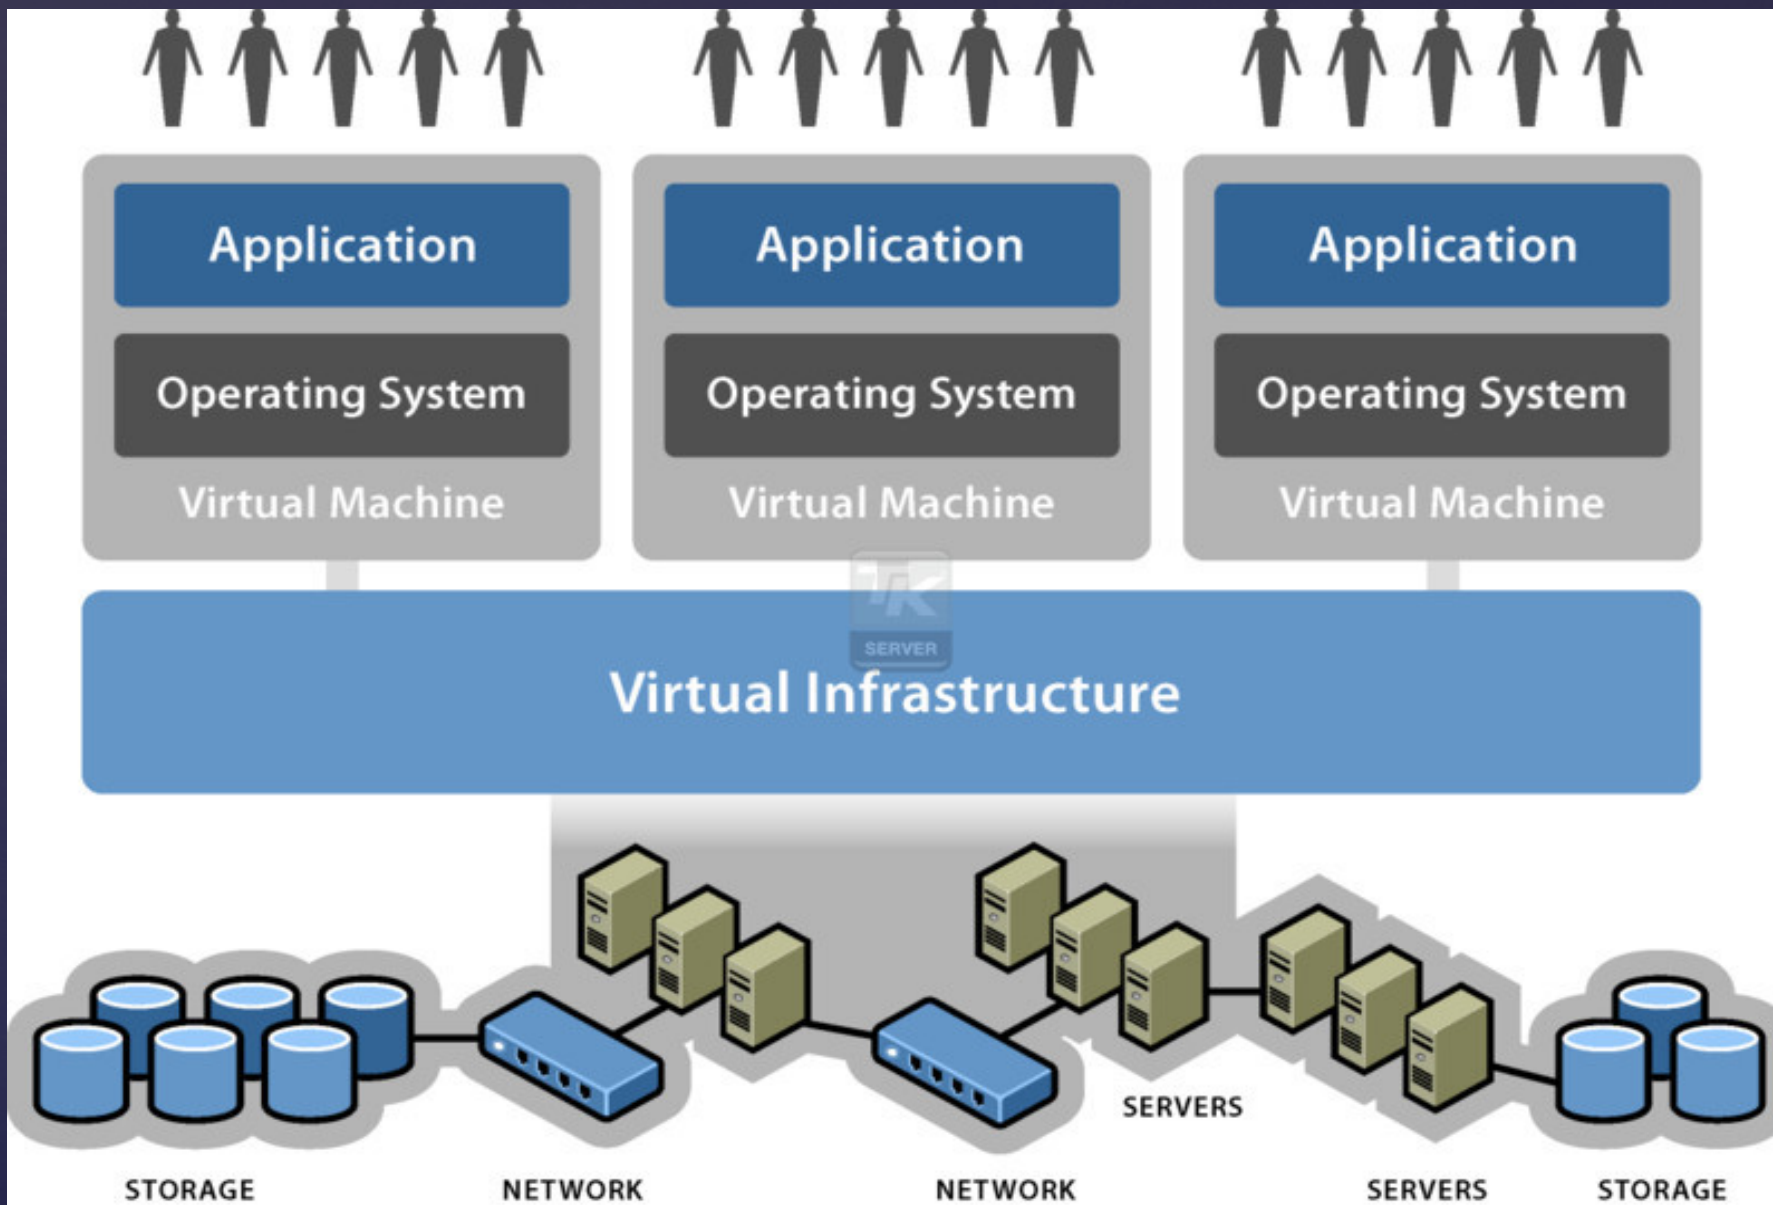 Application
Application
Application
Operating System
Operating System
Operating System
Virtual Machine
Virtual Machine
Virtual Machine
TK
SERVER
Virtual Infrastructure
SERVERS
STORAGE
NETWORK
NETWORK
SERVERS
STORAGE